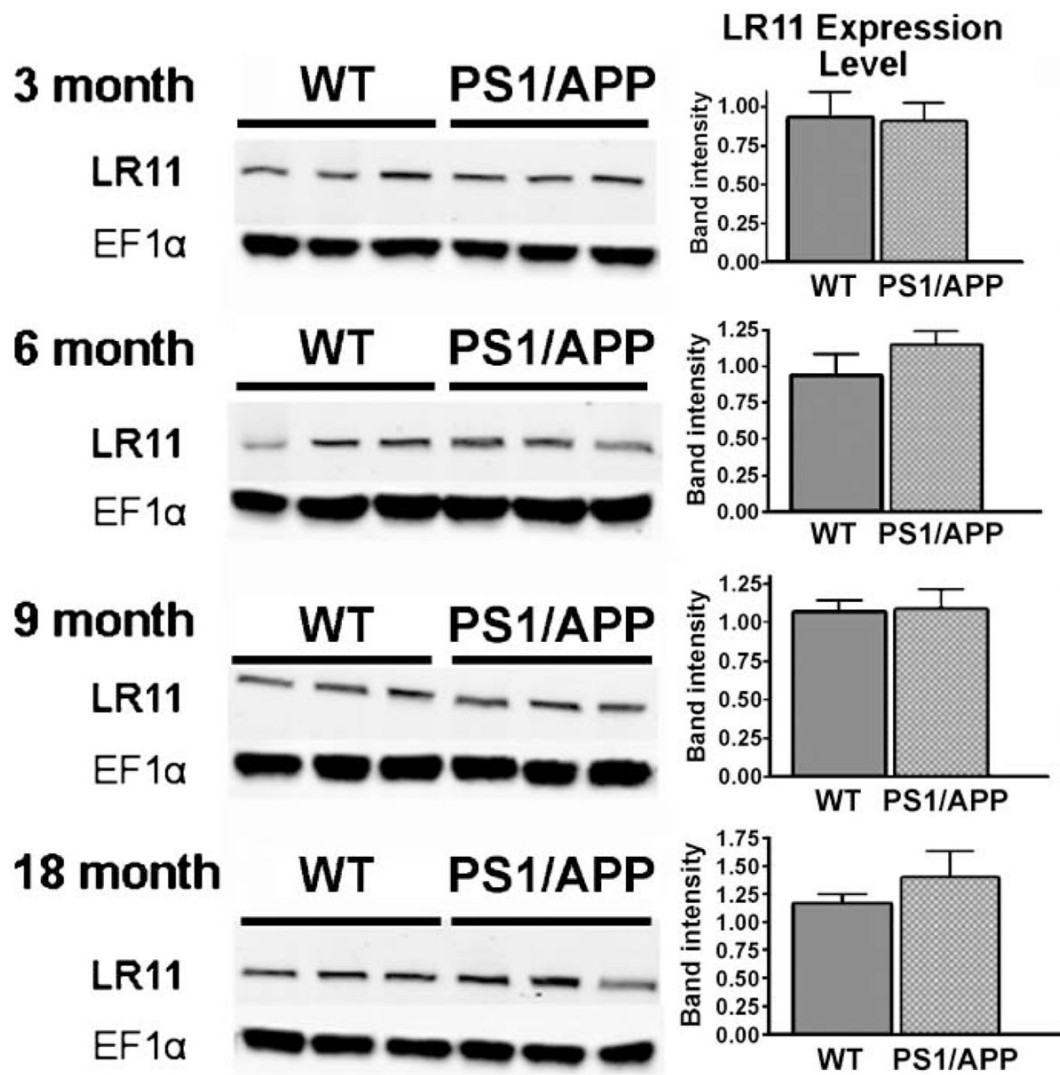 LR11 Expression
Level
3 month
WT PS1/APP
LR11
EF1α
Band intensity
1.00
0.75
0.50
0.25
0.00
WT PS1/APP
6 month
WT PS1/APP
LR11
EF1α
Band intensity
1.25
1.00
0.75
0.50
0.25
0.00
WT PS1/APP
9 month
WT PS1/APP
LR11
EF1α
Band intensity
1.25
1.00
0.75
0.50
0.25
0.00
WT PS1/APP
18 month
WT PS1/APP
LR11
EF1α
Band intensity
1.75
1.50
1.25
1.00
0.75
0.50
0.25
0.00
WT PS1/APP